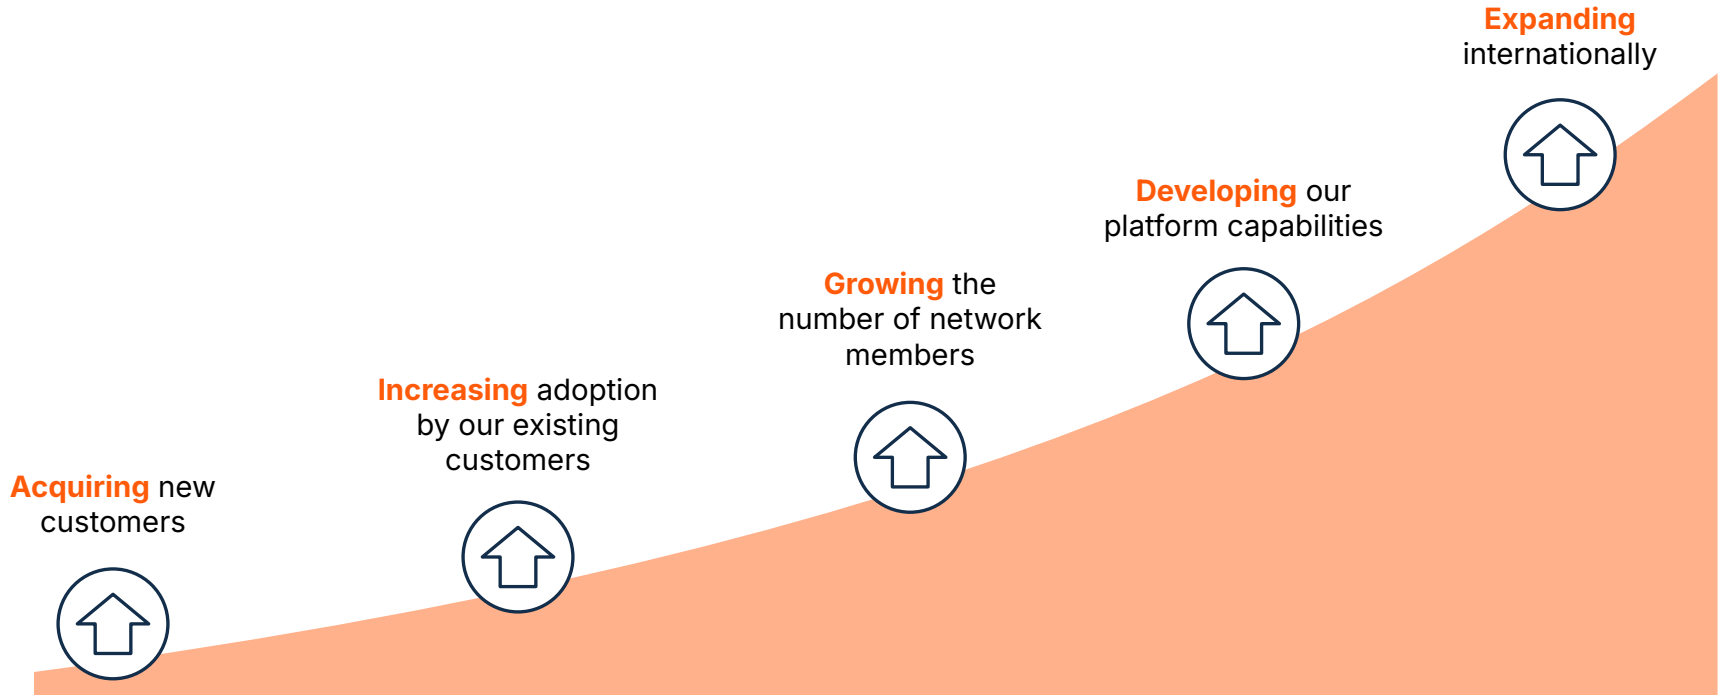 Acquiring new
customers
Increasing adoption
by our existing
customers
Growing the
number of network
members
Developing our
platform capabilities
Expanding
internationally